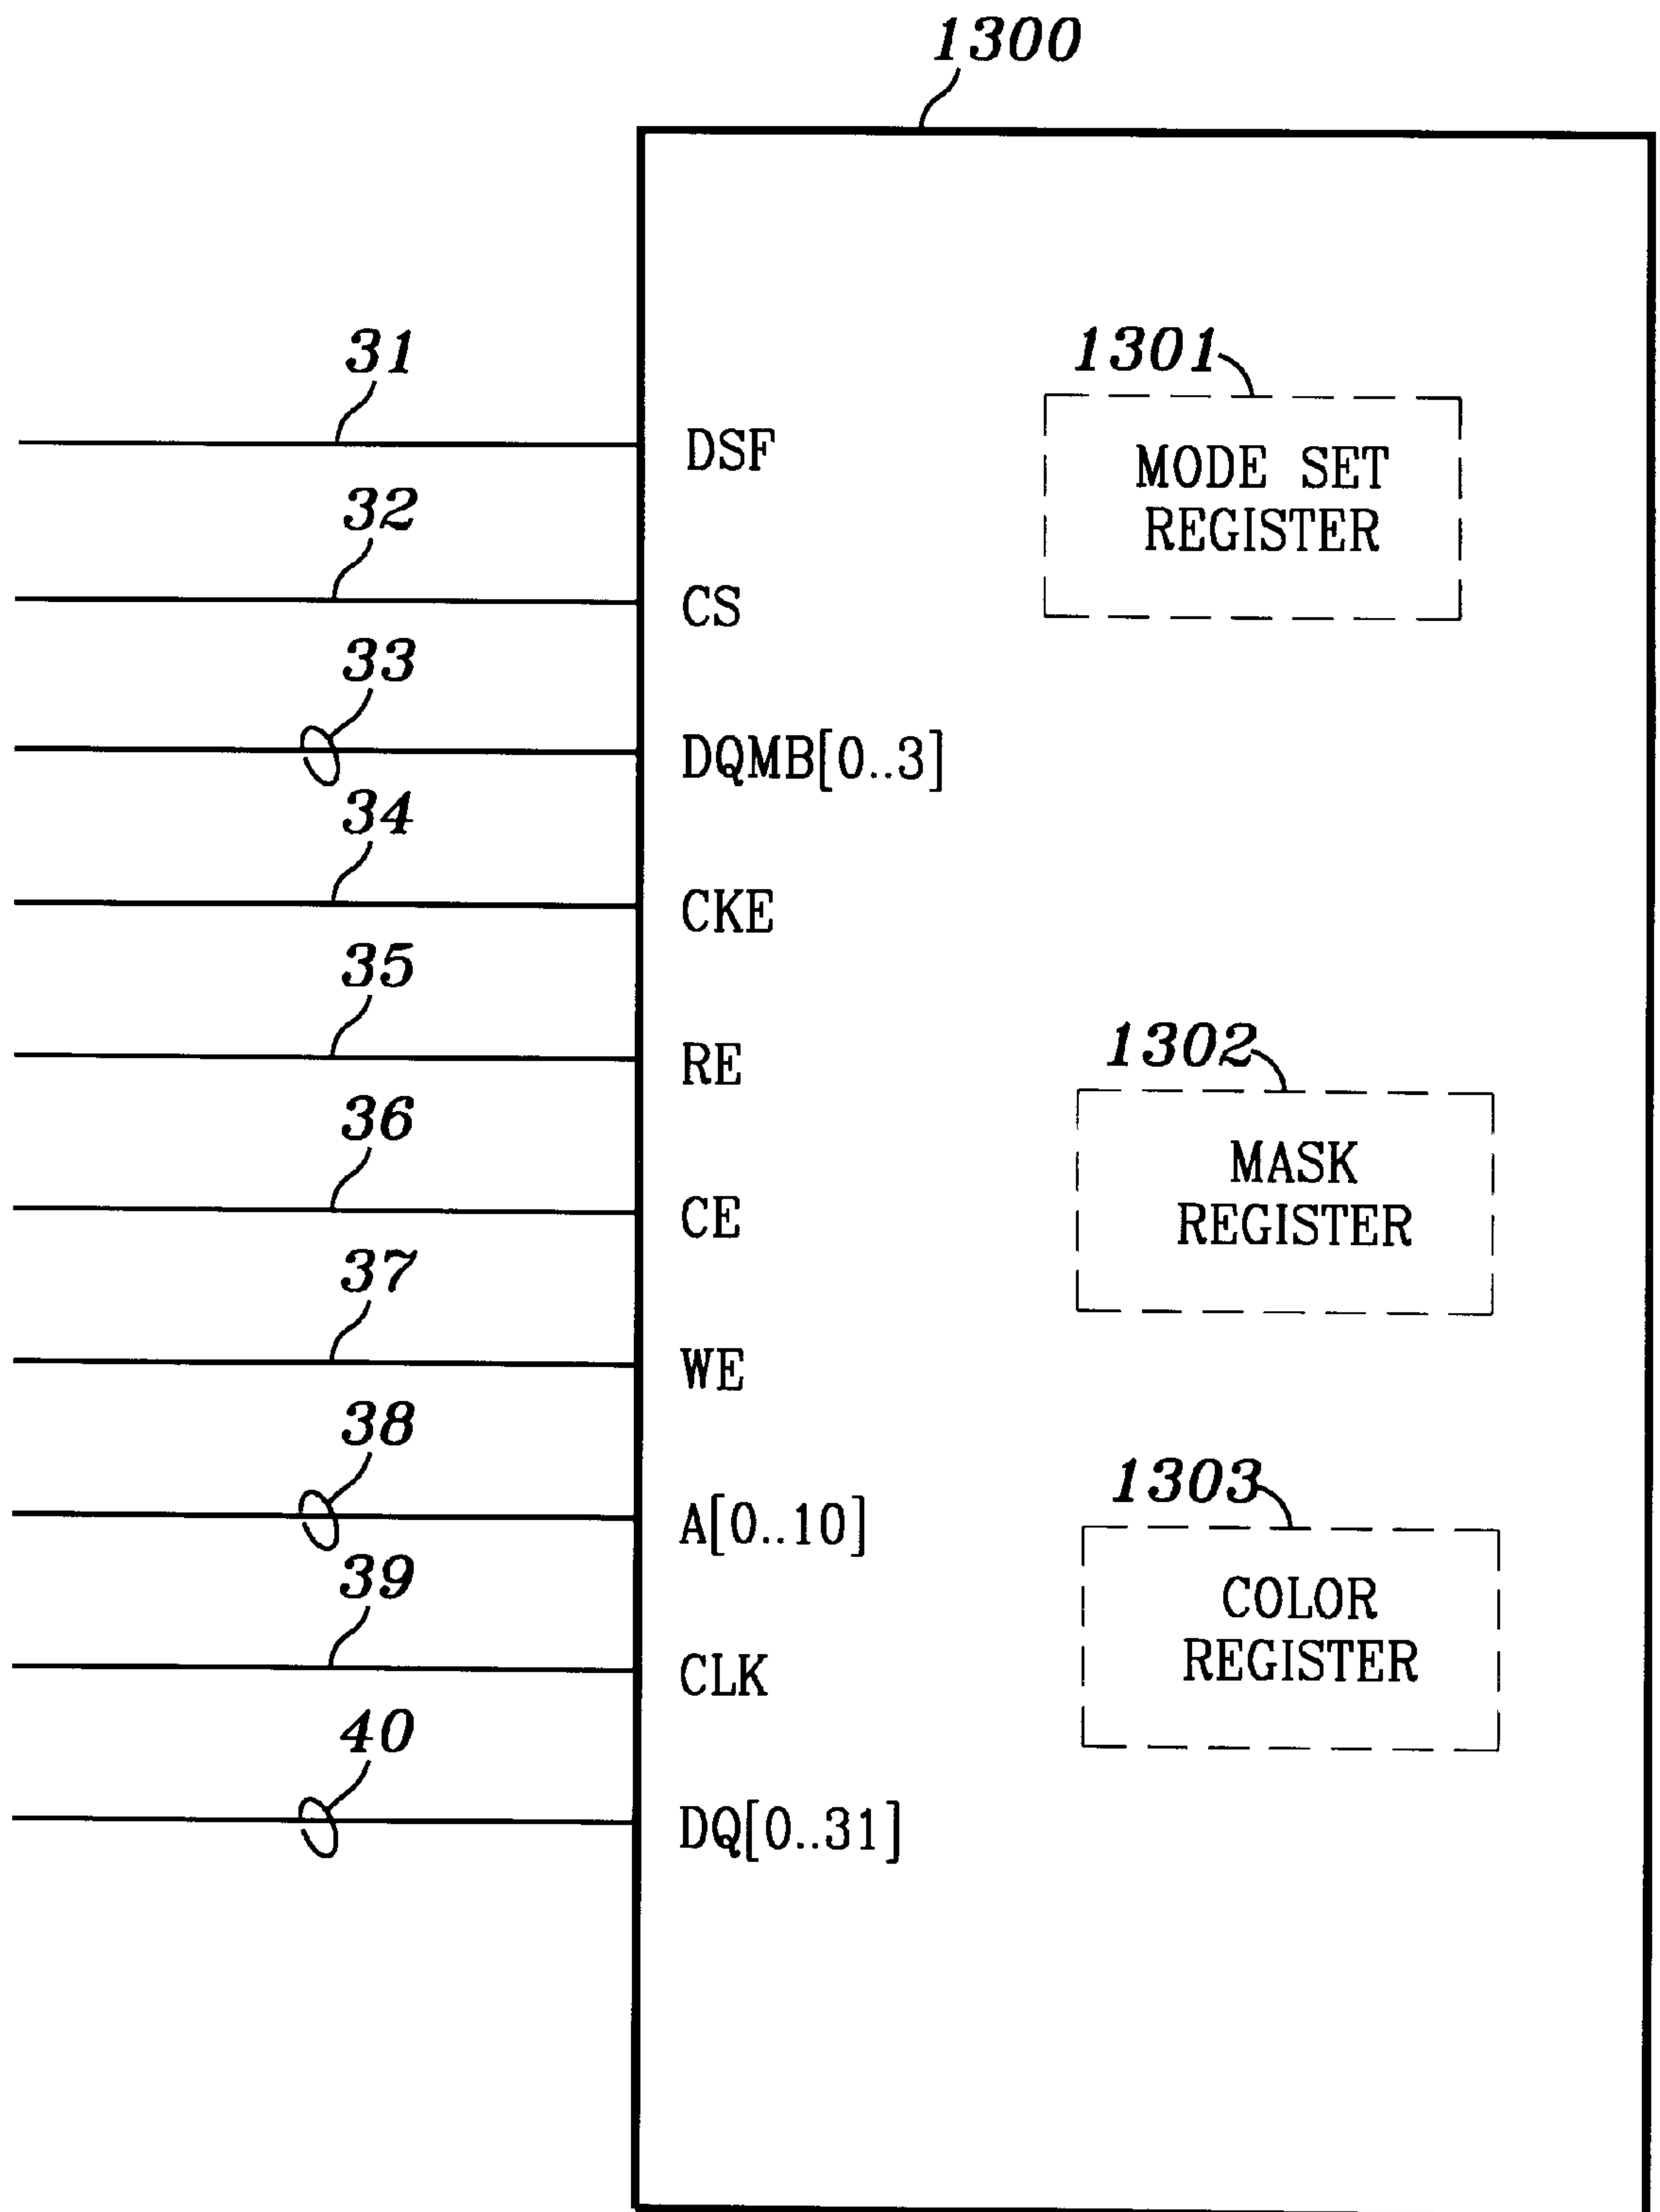 1300
31
DSF
1301
MODE SET
REGISTER
32
CS
33
DQMB[0..3]
34
CKE
35
RE
1302
MASK
REGISTER
36
CE
37
WE
38
A[0..10]
1303
COLOR
REGISTER
39
CLK
40
DQ[0..31]